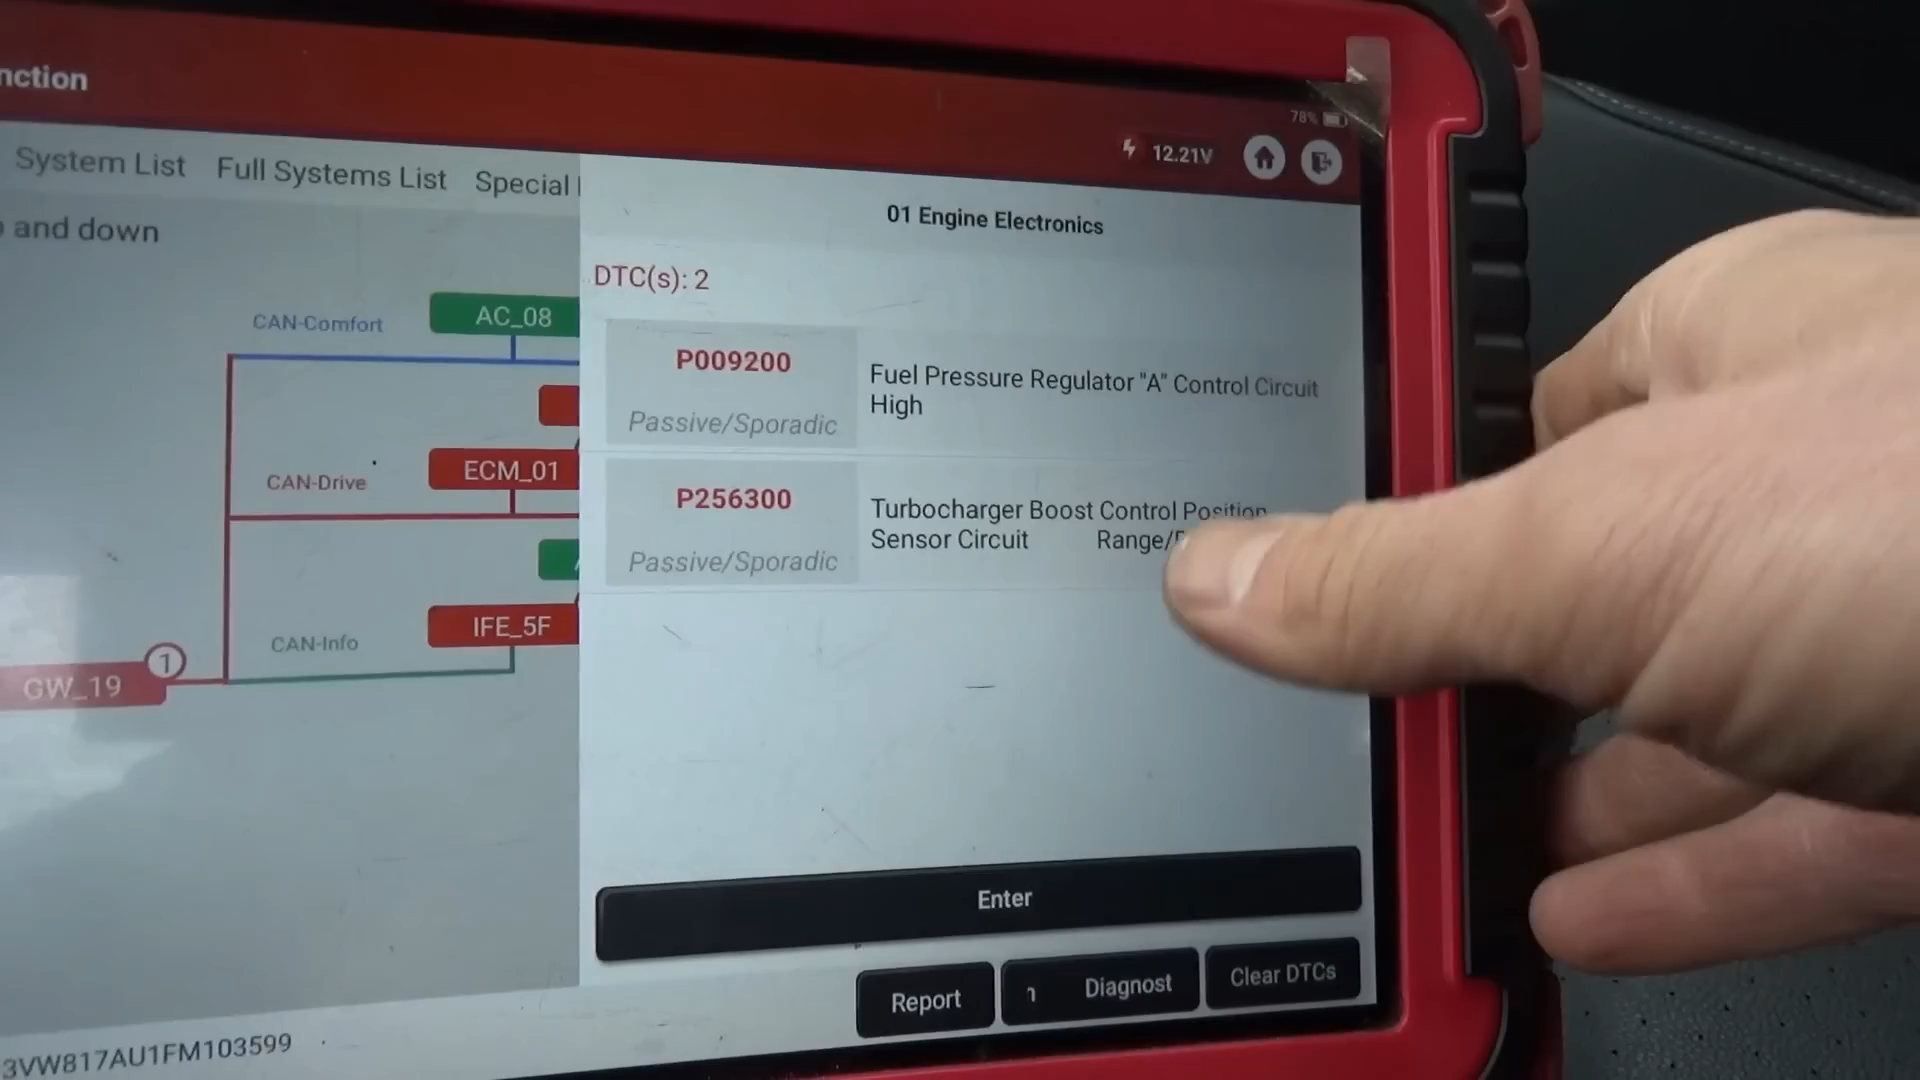 nction
78%
12.21V
System List Full Systems List Special
and down
01 Engine Electronics
DTC(s): 2
CAN-Comfort
AC_08
P009200
Passive/Sporadic
Fuel Pressure Regulator "A" Control Circuit
High
CAN-Drive
ECM_01
P256300
Passive/Sporadic
Turbocharger Boost Control Position
Sensor Circuit Range/
CAN-Info
IFE_5F
GW_19
1
Enter
Report
Diagnost
Clear DTCs
3VW817AU1FM103599